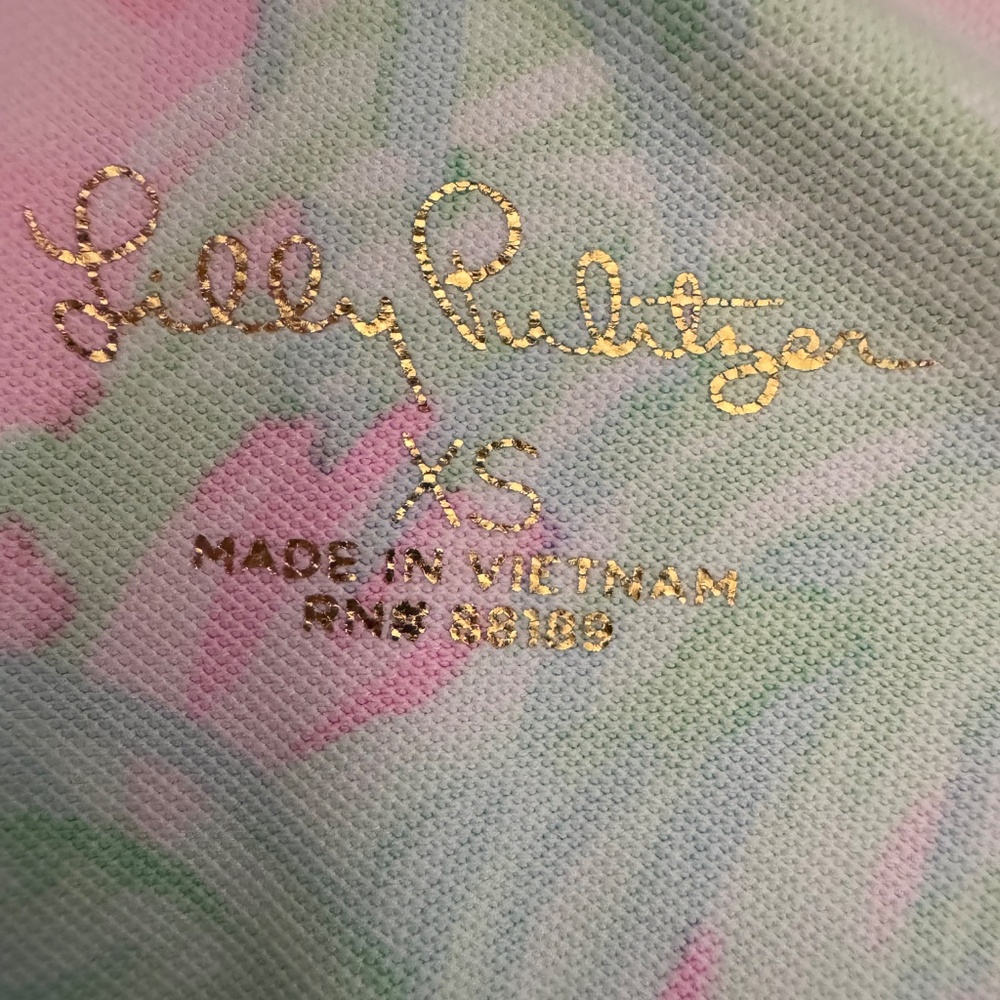 Lilly Pulitzer
XS
MADE IN VIETNAM
RN# 88189